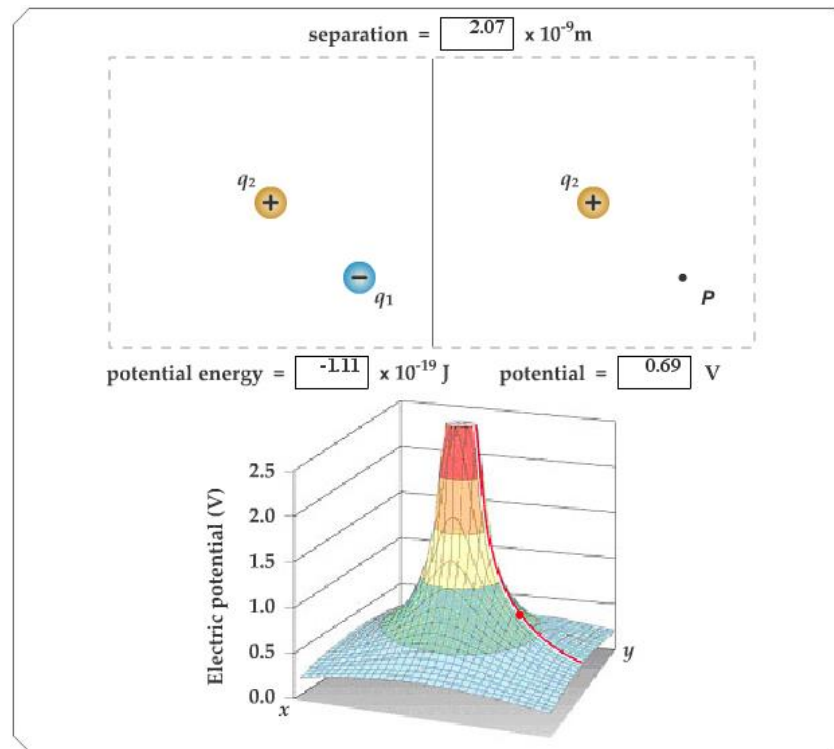 separation = 2.07 x 10⁻⁹m
q₂ q₂
+ +
− q₁ P
potential energy = -1.11 x 10⁻¹⁹ J potential = 0.69 V
Electric potential (V)
2.5
2.0
1.5
1.0
0.5
0.0
x
y